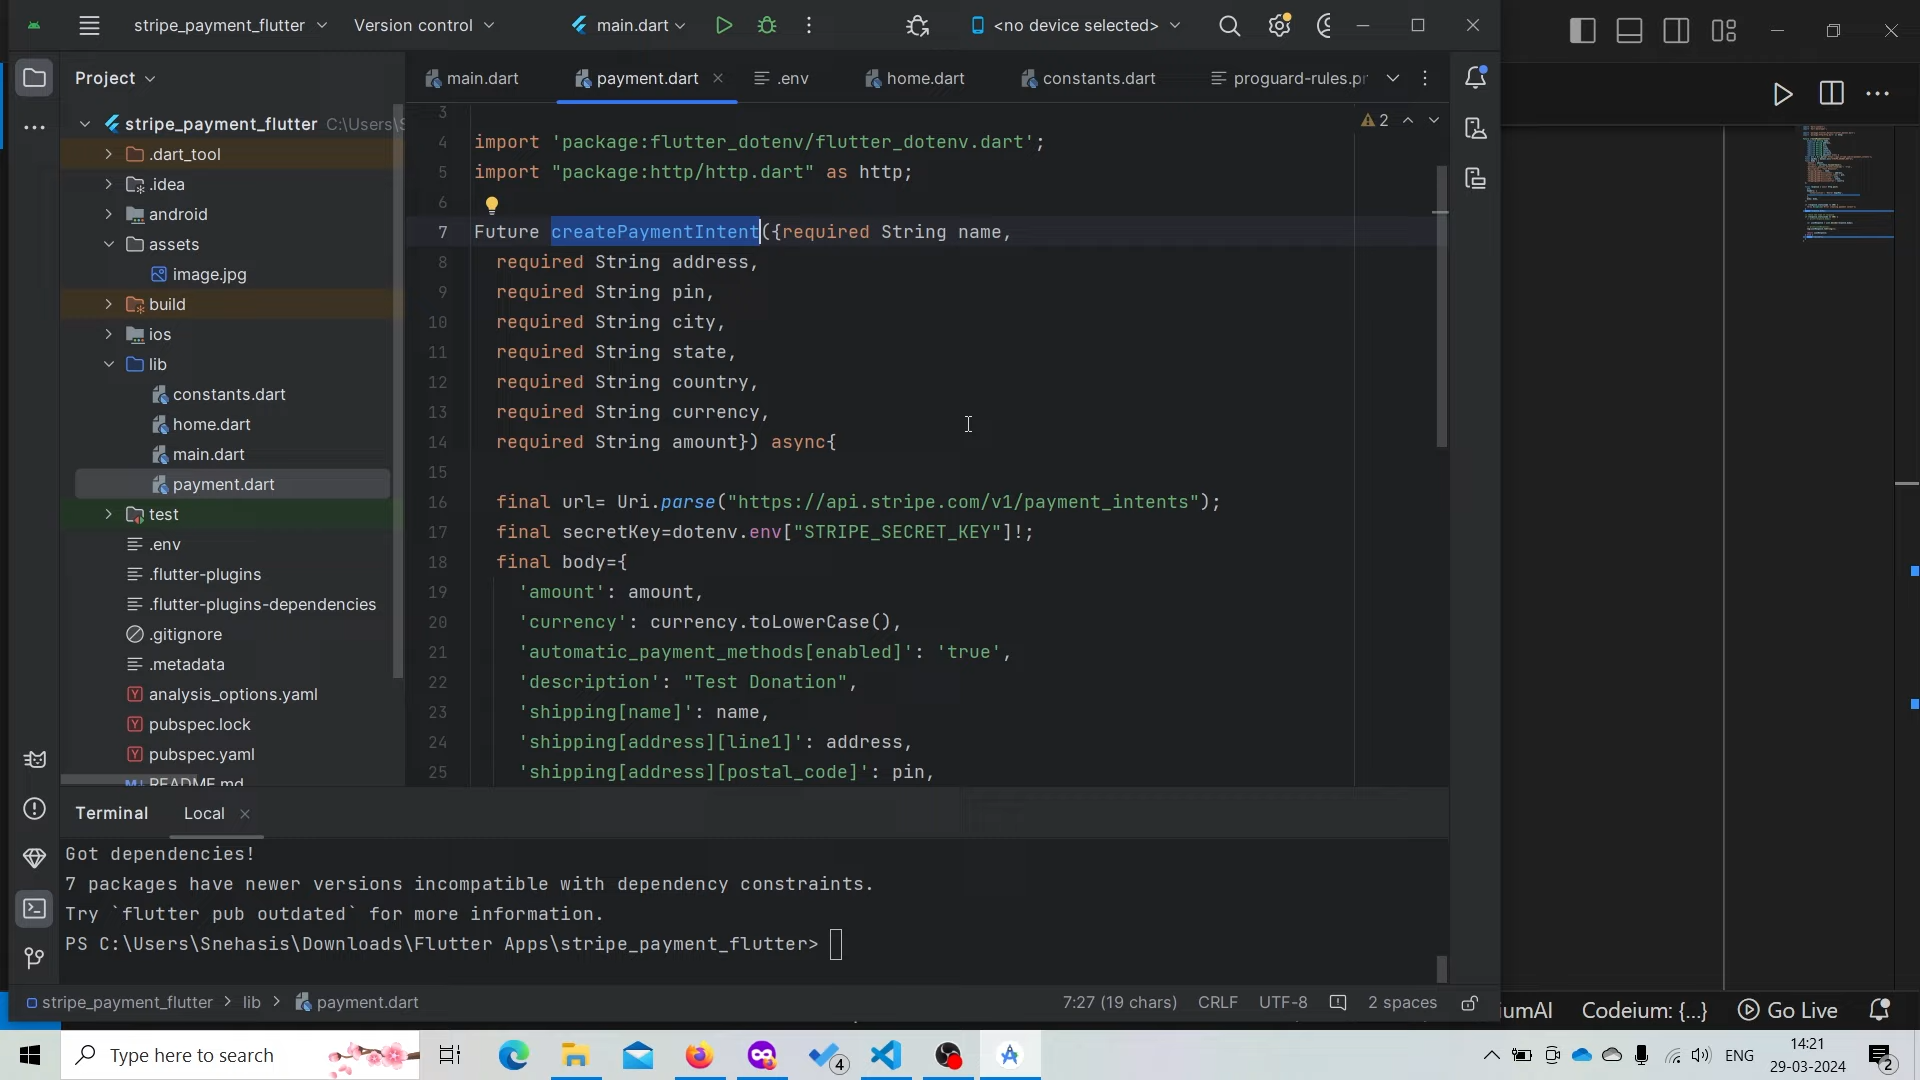 stripe_payment_flutter
Version control
main.dart
<no device selected>
Project
main.dart
payment.dart
.env
home.dart
constants.dart
proguard-rules.pr
stripe_payment_flutter C:\Users\S
.dart_tool
.idea
android
assets
image.jpg
build
ios
lib
constants.dart
home.dart
main.dart
payment.dart
test
.env
.flutter-plugins
.flutter-plugins-dependencies
.gitignore
.metadata
analysis_options.yaml
pubspec.lock
pubspec.yaml
README.md
2
3
4 import 'package:flutter_dotenv/flutter_dotenv.dart';
5 import "package:http/http.dart" as http;
6
7 Future createPaymentIntent({required String name,
8 required String address,
9 required String pin,
10 required String city,
11 required String state,
12 required String country,
13 required String currency,
14 required String amount}) async{
15
16 final url= Uri.parse("https://api.stripe.com/v1/payment_intents");
17 final secretKey=dotenv.env["STRIPE_SECRET_KEY"]!;
18 final body={
19 'amount': amount,
20 'currency': currency.toLowerCase(),
21 'automatic_payment_methods[enabled]': 'true',
22 'description': "Test Donation",
23 'shipping[name]': name,
24 'shipping[address][line1]': address,
25 'shipping[address][postal_code]': pin,
Terminal
Local
Got dependencies!
7 packages have newer versions incompatible with dependency constraints.
Try `flutter pub outdated` for more information.
PS C:\Users\Snehasis\Downloads\Flutter Apps\stripe_payment_flutter>
stripe_payment_flutter > lib > payment.dart
7:27 (19 chars)
CRLF
UTF-8
2 spaces
iumAI
Codeium: {...}
Go Live
Type here to search
4
ENG
14:21
29-03-2024
2